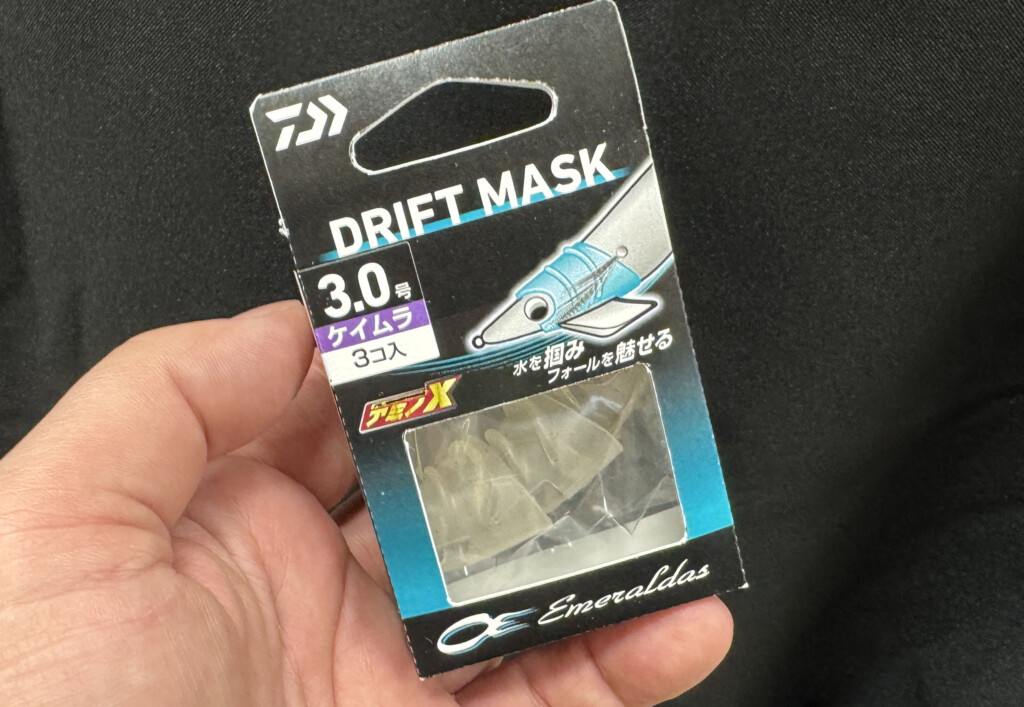 DRIFT MASK
3.0号
ケイムラ
3コ入
水を掴み
フォールを魅せる
アミノX
Emeraldas